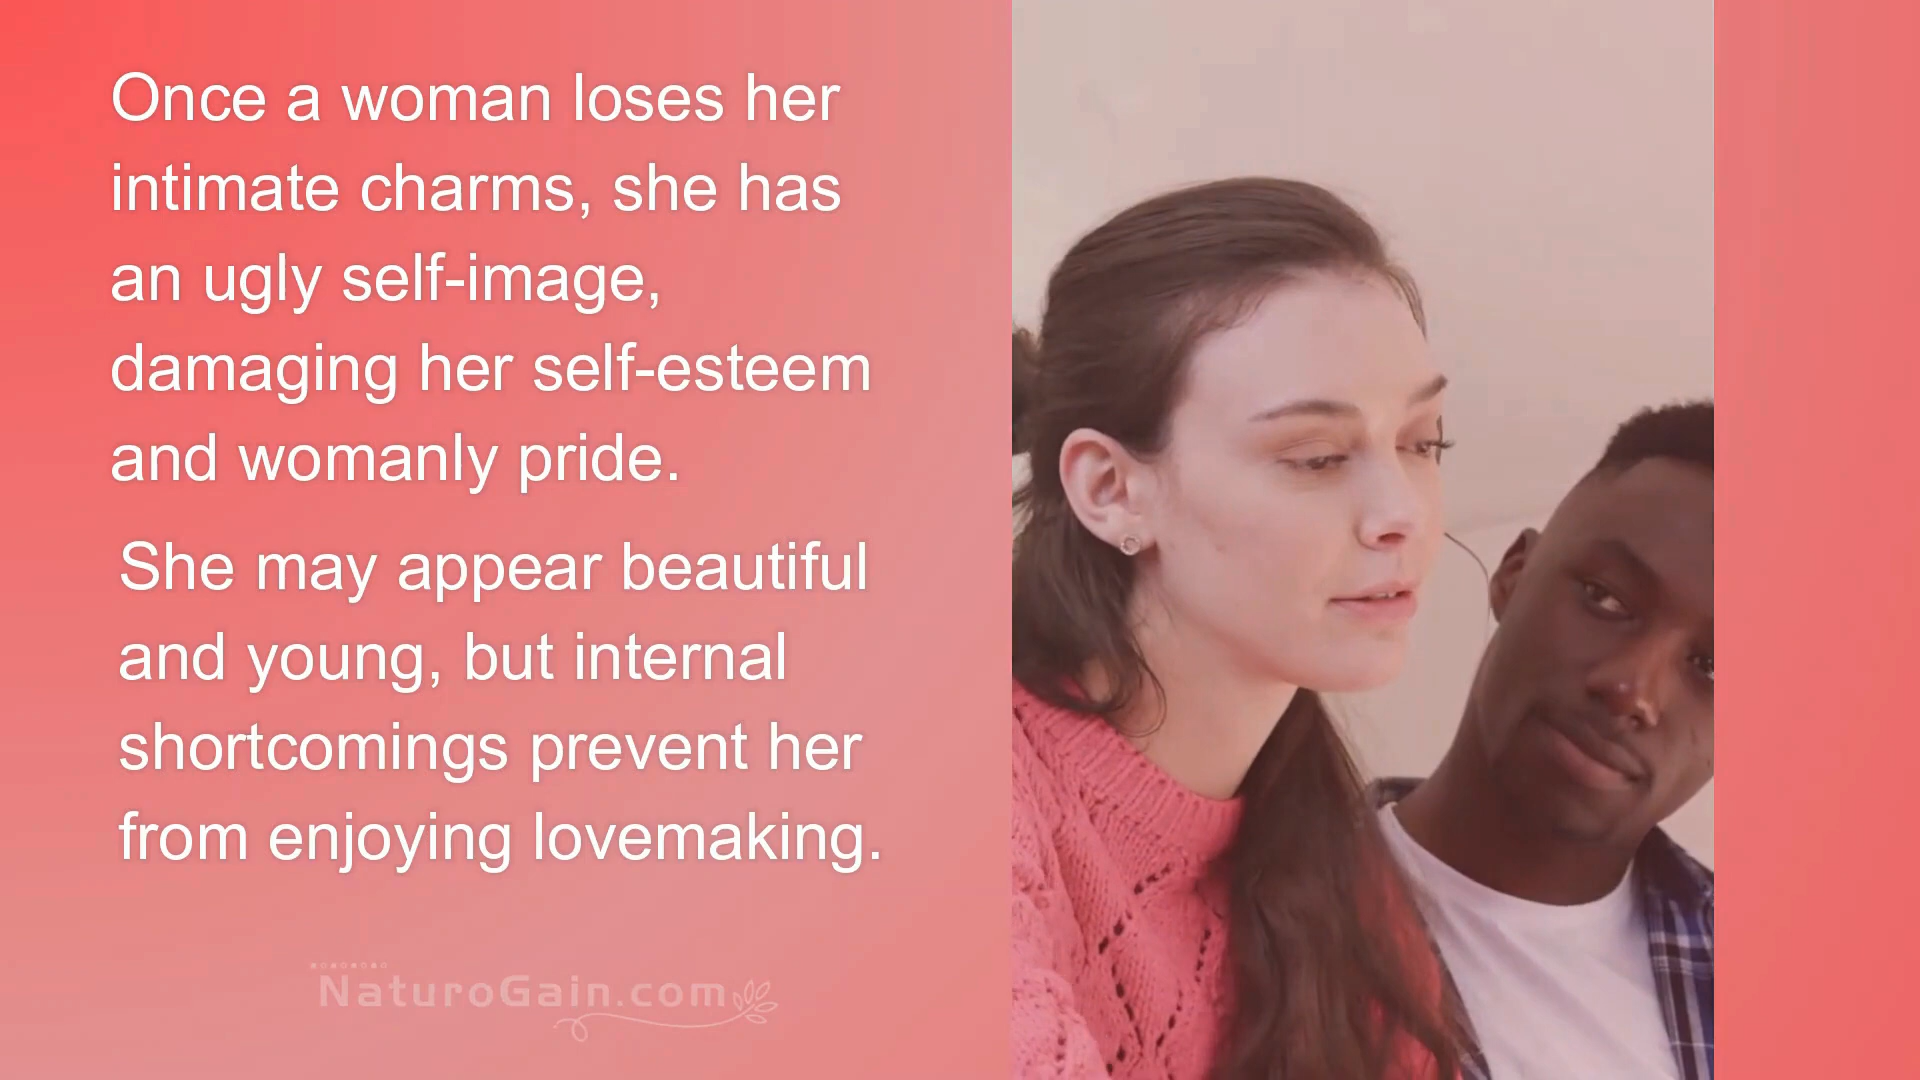 Once a woman loses her
intimate charms, she has
an ugly self-image,
damaging her self-esteem
and womanly pride.
She may appear beautiful
and young, but internal
shortcomings prevent her
from enjoying lovemaking.
NaturoGain.com